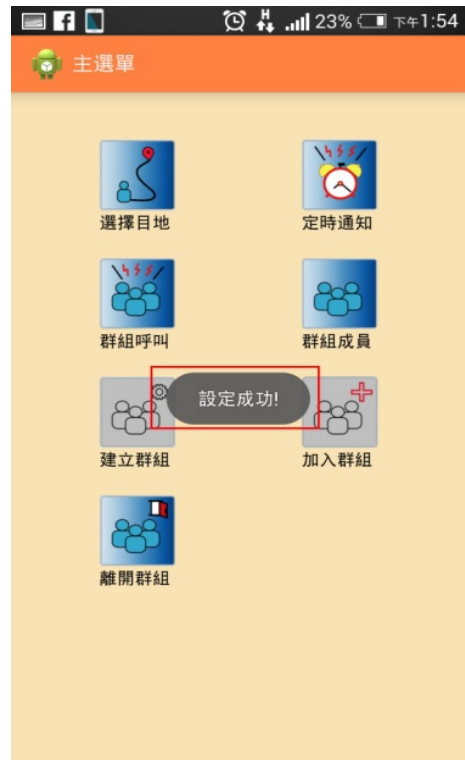 H 23% 下午1:54
主選單
選擇目地 定時通知
群組呼叫 群組成員
設定成功!
建立群組 加入群組
離開群組